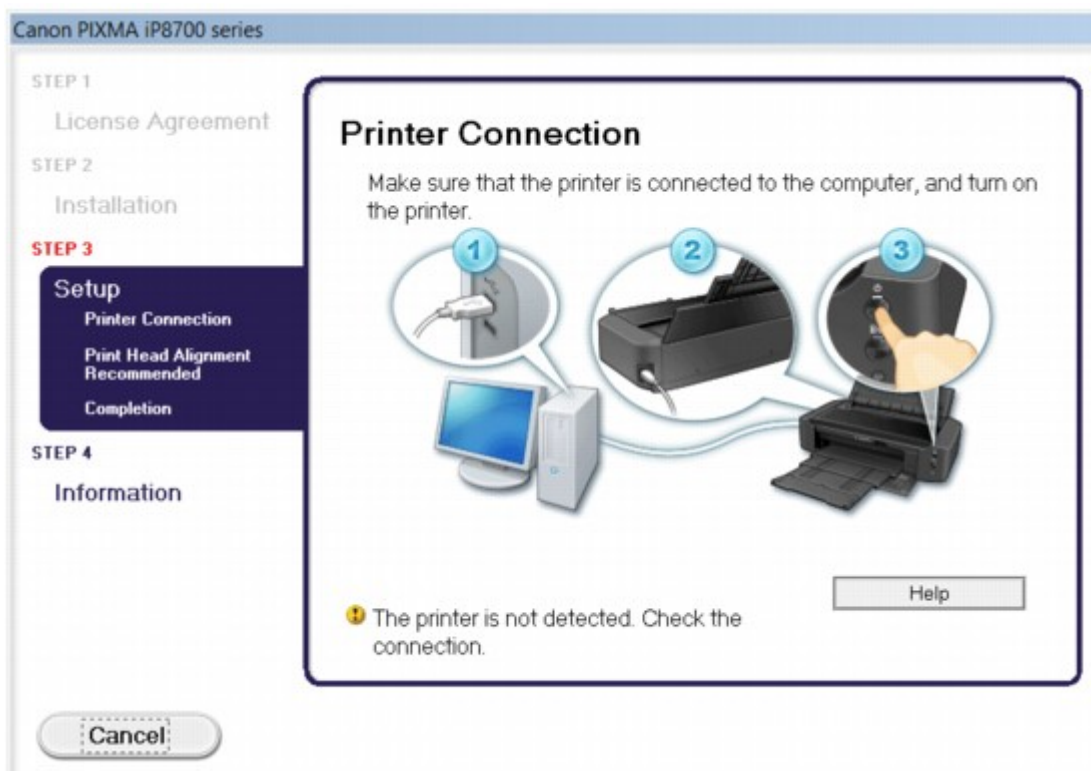 Canon PIXMA iP8700 series
STEP 1
License Agreement
STEP 2
Installation
STEP 3
Setup
Printer Connection
Print Head Alignment
Recommended
Completion
STEP 4
Information
Printer Connection
Make sure that the printer is connected to the computer, and turn on
the printer.
1
2
3
Help
The printer is not detected. Check the
connection.
Cancel